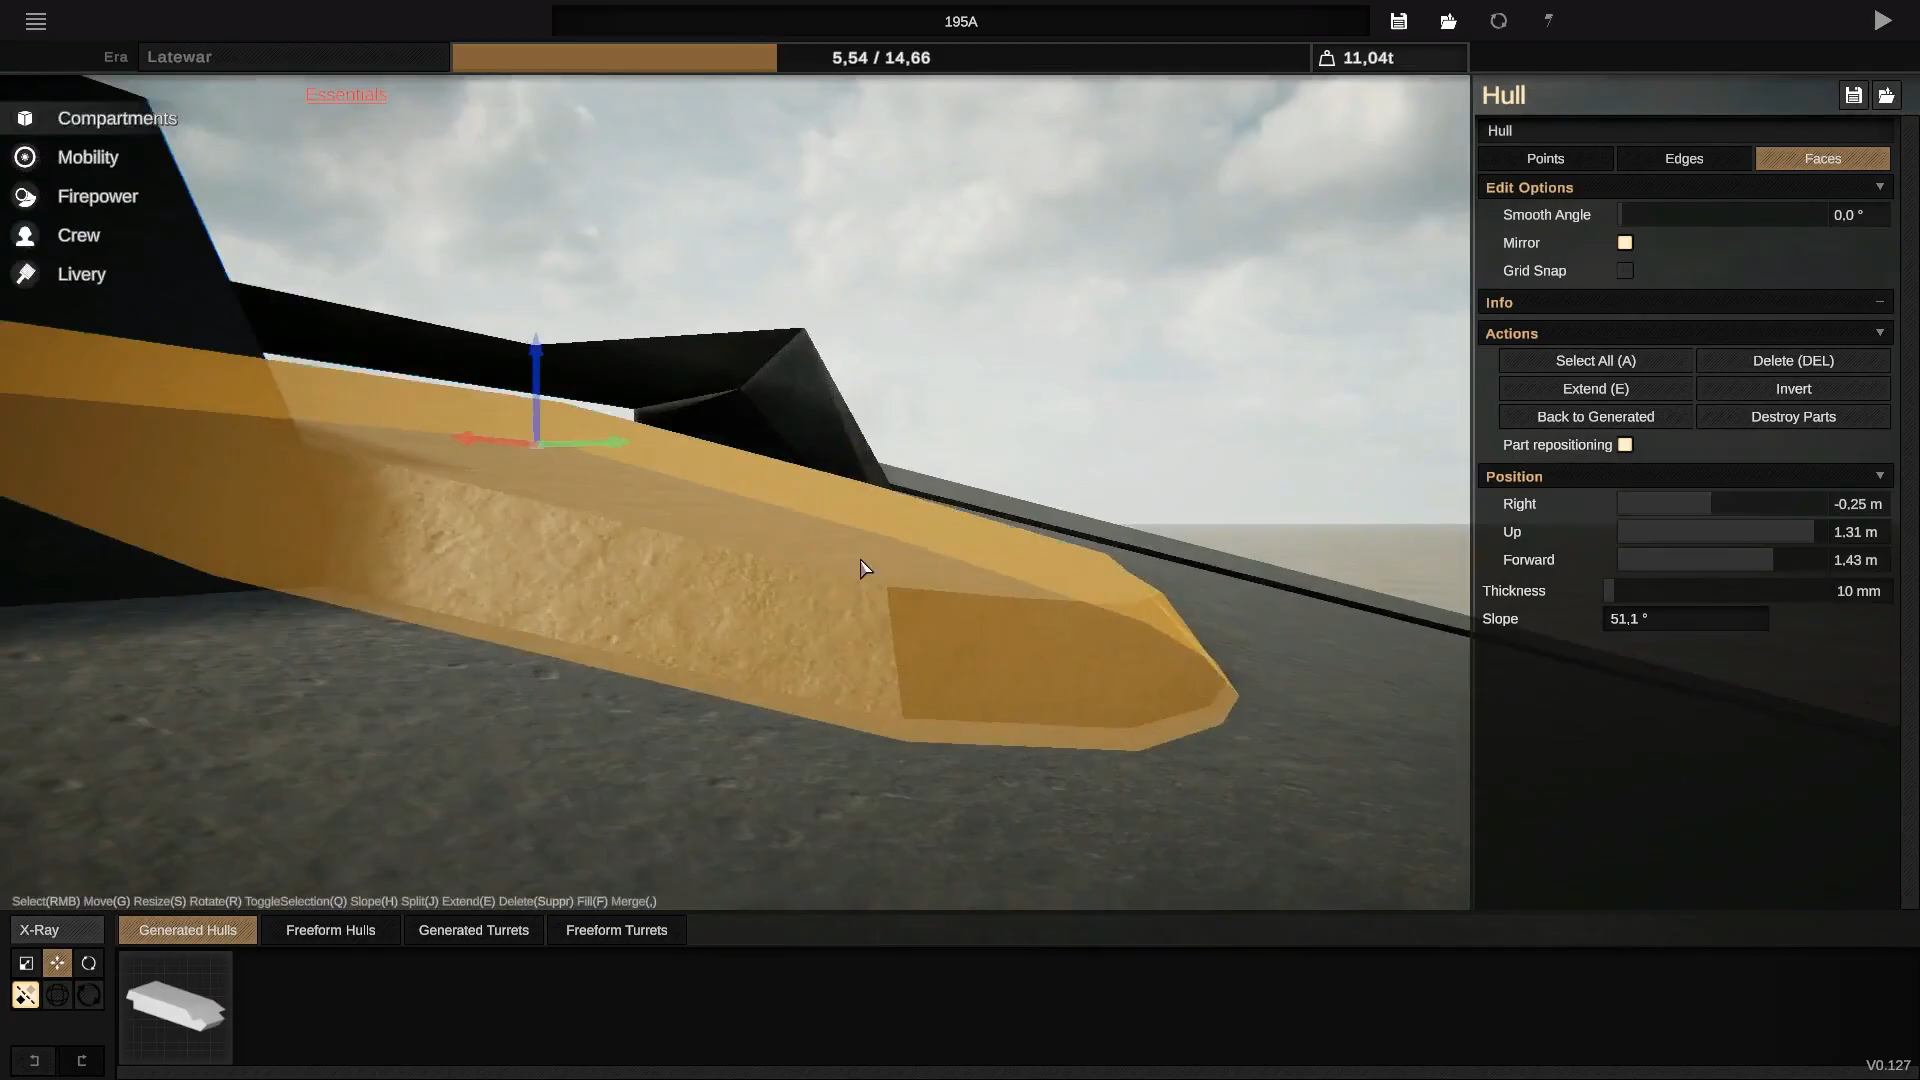 195A
Era
Latewar
5,54 / 14,66
11,04t
Essentials
Compartments
Mobility
Firepower
Crew
Livery
Hull
Hull
Points
Edges
Faces
Edit Options
Smooth Angle
0,0 °
Mirror
Grid Snap
Info
Actions
Select All (A)
Delete (DEL)
Extend (E)
Invert
Back to Generated
Destroy Parts
Part repositioning
Position
Right
-0,25 m
Up
1,31 m
Forward
1,43 m
Thickness
10 mm
Slope
51,1 °
Select(RMB) Move(G) Resize(S) Rotate(R) ToggleSelection(Q) Slope(H) Split(J) Extend(E) Delete(Suppr) Fill(F) Merge(,)
X-Ray
Generated Hulls
Freeform Hulls
Generated Turrets
Freeform Turrets
V0.127